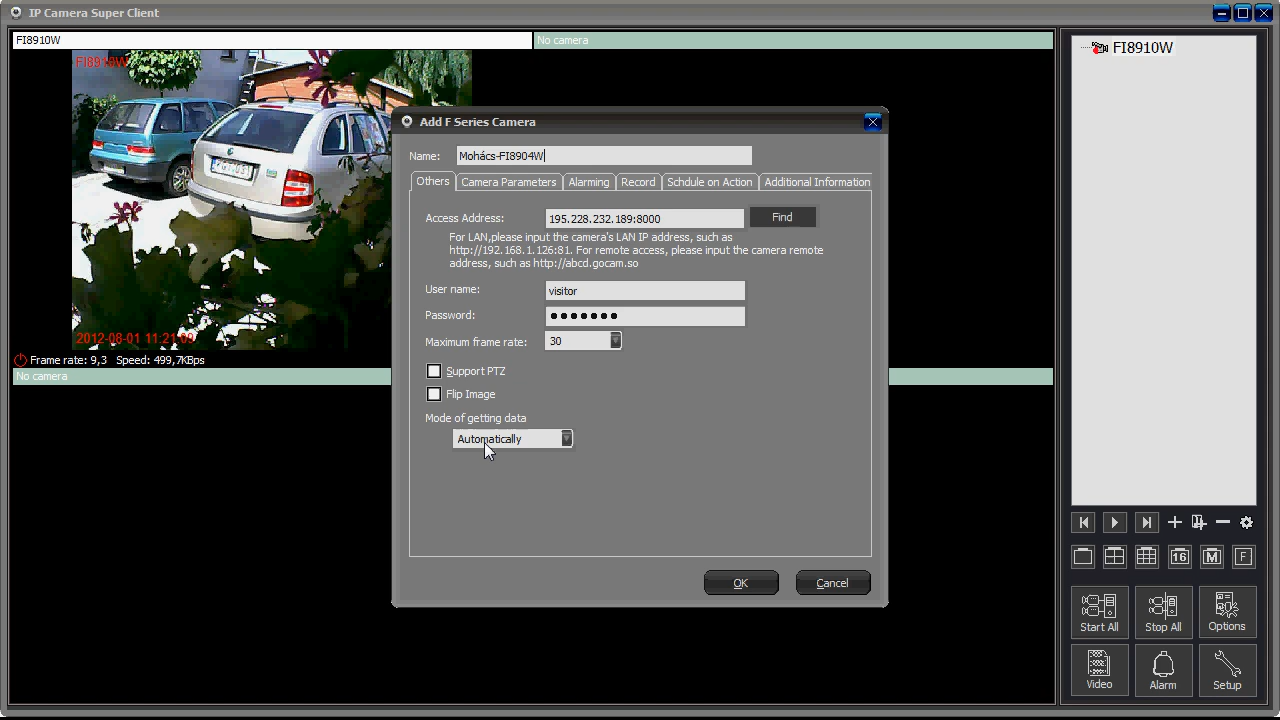 IP Camera Super Client
FI8910W
No camera
FI8910W
FI8910W
2012-08-01 11:21:09
Frame rate: 9,3 Speed: 499,7KBps
No camera
Add F Series Camera
Name: Mohács-FI8904W
Others Camera Parameters Alarming Record Schdule on Action Additional Information
Access Address: 195.228.232.189:8000 Find
For LAN,please input the camera's LAN IP address, such as
http://192.168.1.126:81. For remote access, please input the camera remote
address, such as http://abcd.gocam.so
User name: visitor
Password: ●●●●●●●
Maximum frame rate: 30
Support PTZ
Flip Image
Mode of getting data
Automatically
OK Cancel
16 M F
Start All Stop All Options
Video Alarm Setup